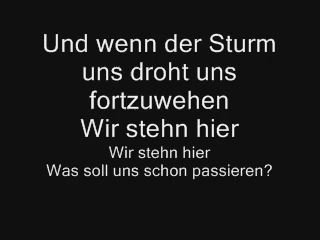 Und wenn der Sturm
uns droht uns
fortzuwehen
Wir stehn hier
Wir stehn hier
Was soll uns schon passieren?